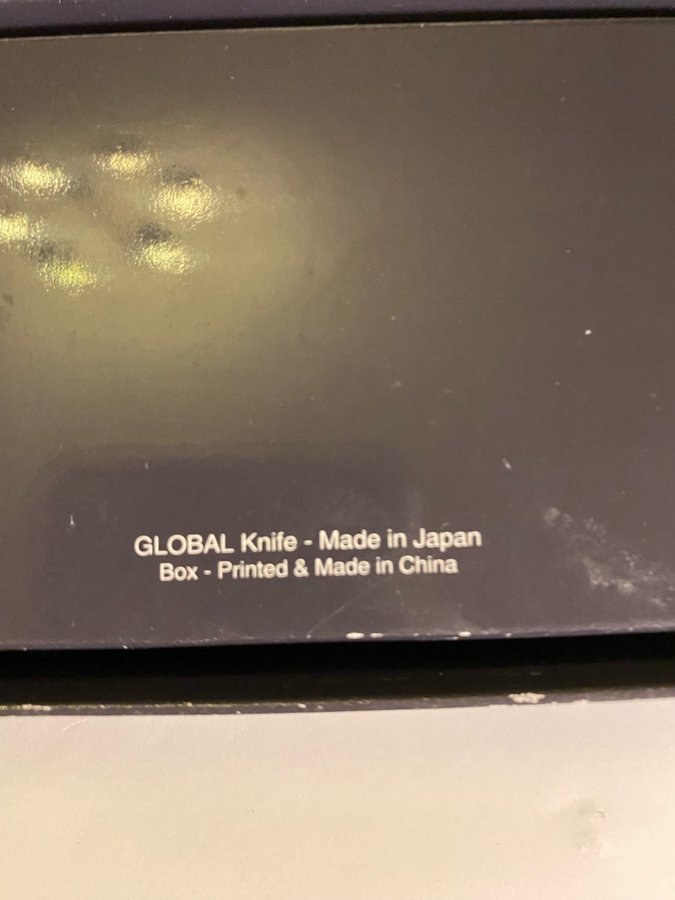 GLOBAL Knife - Made in Japan
Box - Printed & Made in China